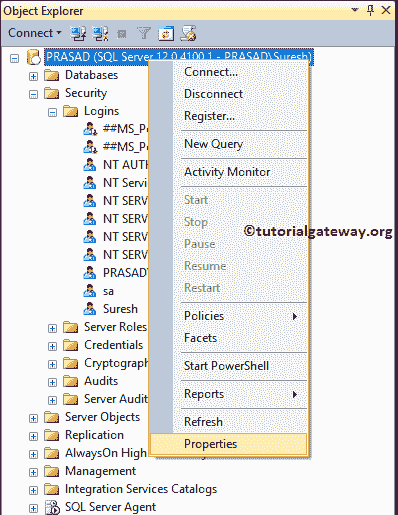 Object Explorer
Connect
PRASAD (SQL Server 12.0.4100.1 - PRASAD\Suresh)
Databases
Security
Logins
##MS_Po
##MS_Po
NT AUT
NT Servi
NT SERV
NT SERV
NT SERV
NT SERV
PRASAD
sa
Suresh
Server Roles
Credentials
Cryptograph
Audits
Server Audit
Server Objects
Replication
AlwaysOn High
Management
Integration Services Catalogs
SQL Server Agent
Connect...
Disconnect
Register...
New Query
Activity Monitor
Start
Stop
Pause
Resume
Restart
Policies
Facets
Start PowerShell
Reports
Refresh
Properties
©tutorialgateway.org